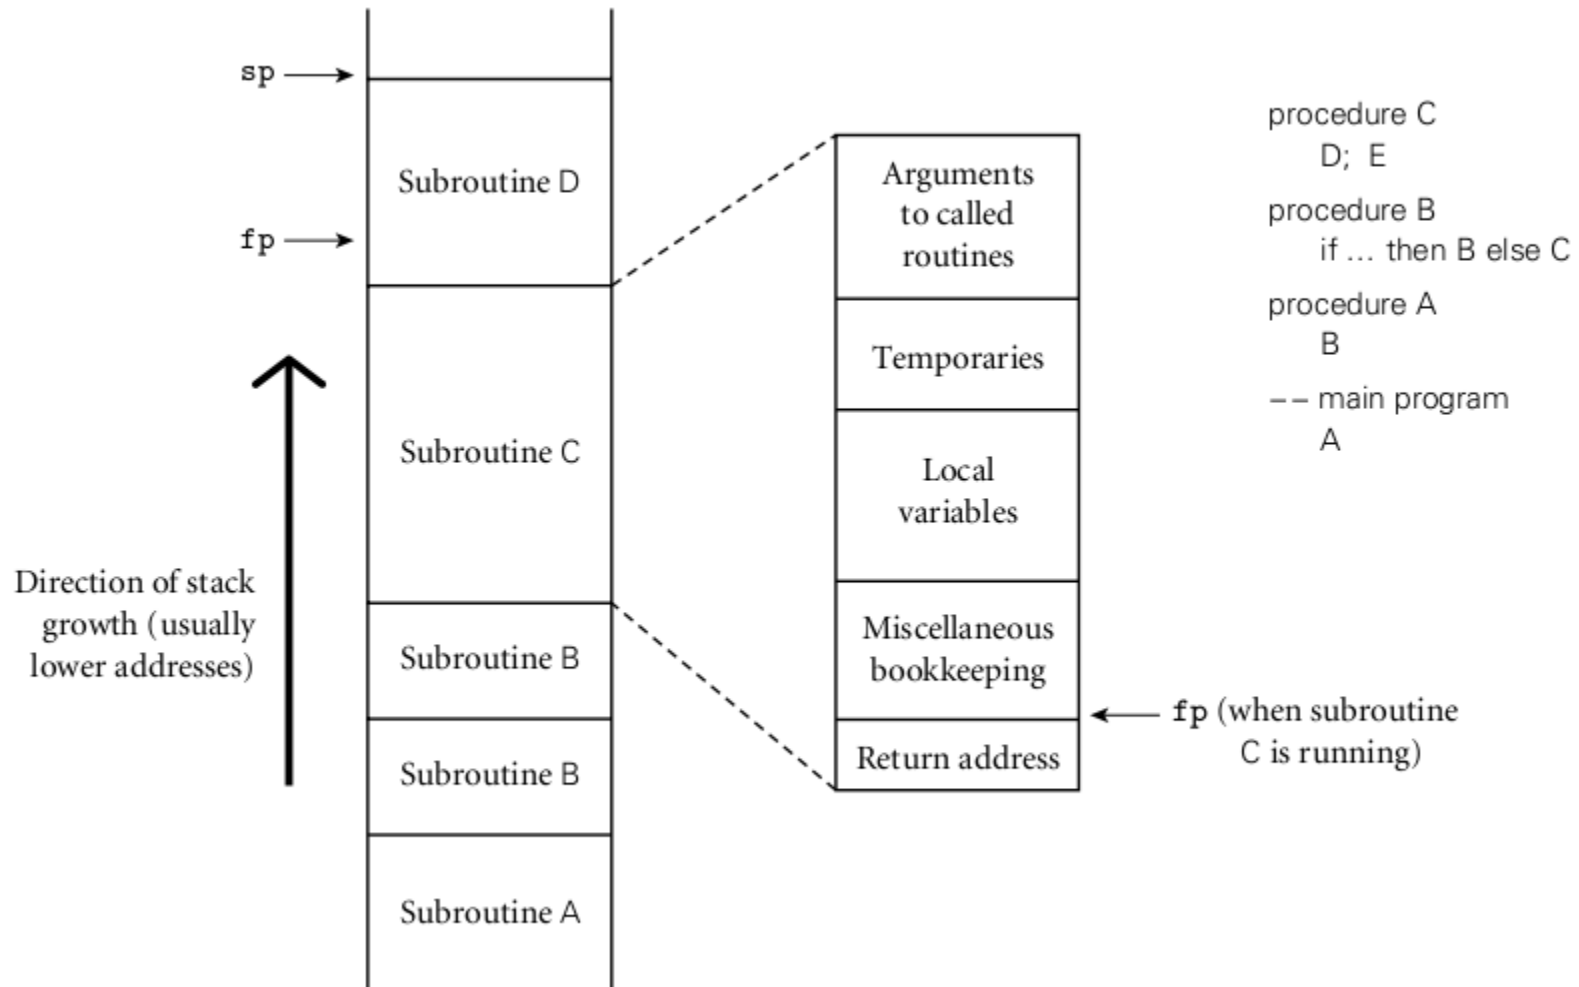 sp
Subroutine D
fp
Subroutine C
Direction of stack
growth (usually
lower addresses)
Subroutine B
Subroutine B
Subroutine A
Arguments
to called
routines
Temporaries
Local
variables
Miscellaneous
bookkeeping
Return address
fp (when subroutine
C is running)
procedure C
D; E
procedure B
if ... then B else C
procedure A
B
-- main program
A